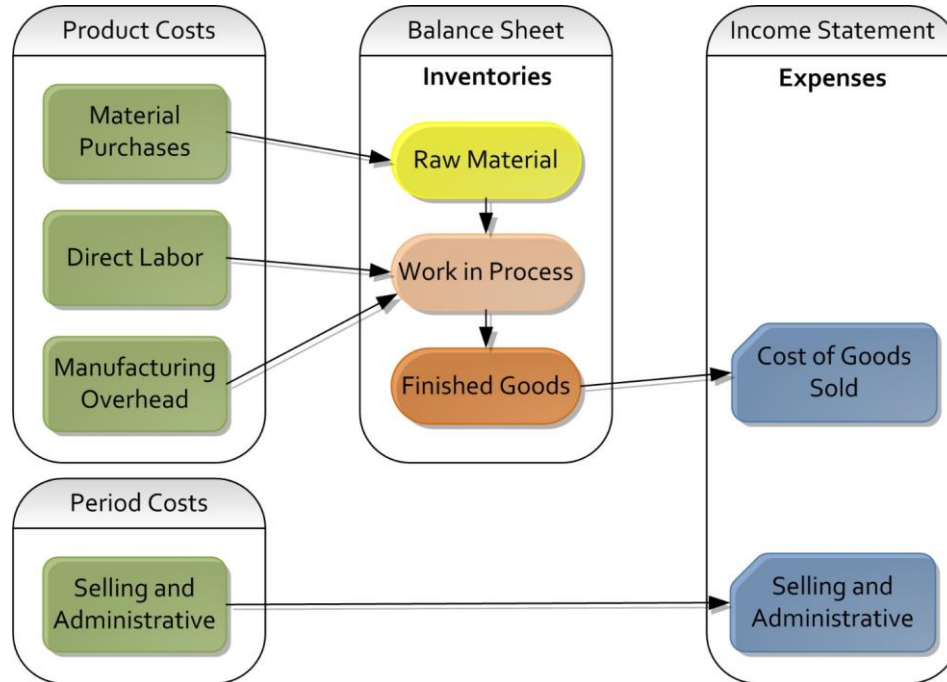 Product Costs
Material
Purchases
Direct Labor
Manufacturing
Overhead
Period Costs
Selling and
Administrative
Balance Sheet
Inventories
Raw Material
Work in Process
Finished Goods
Income Statement
Expenses
Cost of Goods
Sold
Selling and
Administrative